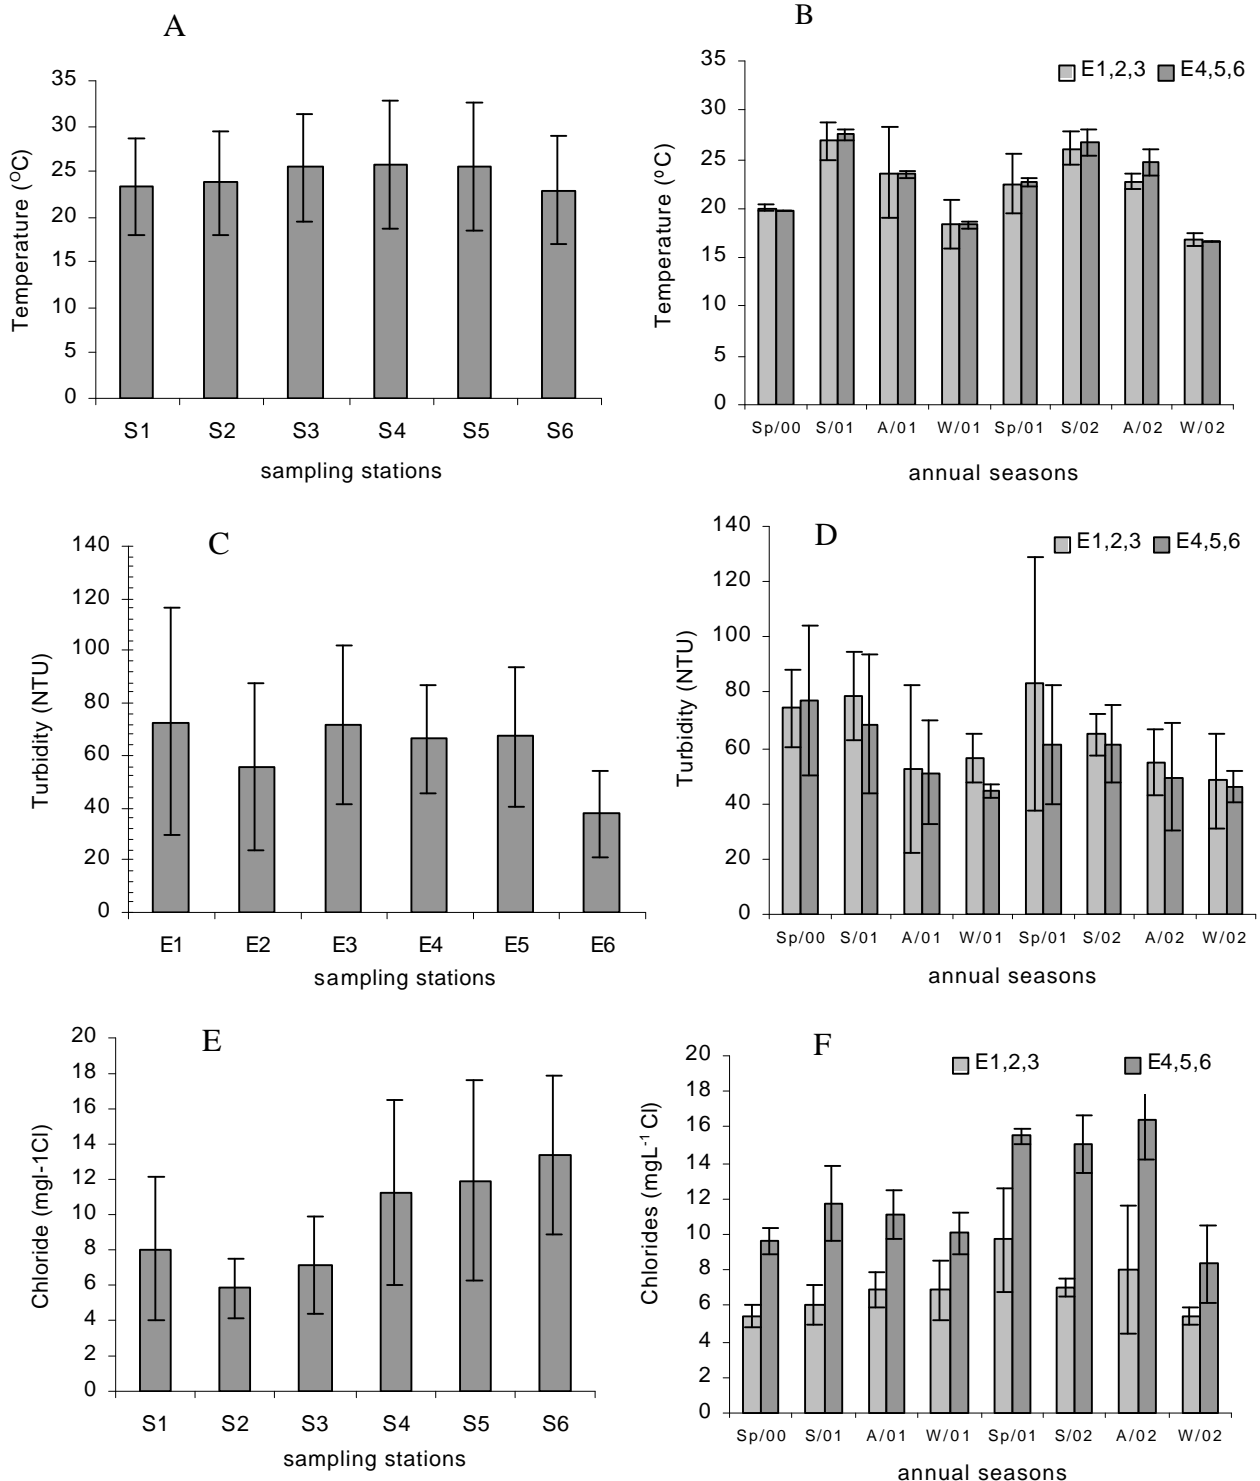 A
35
30
25
20
15
10
5
0
Temperature (OC)
S1 S2 S3 S4 S5 S6
sampling stations
B
E1,2,3 E4,5,6
35
30
25
20
15
10
5
0
Temperature (ºC)
Sp/00 S/01 A/01 W/01 Sp/01 S/02 A/02 W/02
annual seasons
C
140
120
100
80
60
40
20
0
Turbidity (NTU)
E1 E2 E3 E4 E5 E6
sampling stations
D
E1,2,3 E4,5,6
140
120
100
80
60
40
20
0
Turbidity (NTU)
Sp/00 S/01 A/01 W/01 Sp/01 S/02 A/02 W/02
annual seasons
E
20
18
16
14
12
10
8
6
4
2
0
Chloride (mgl-1Cl)
S1 S2 S3 S4 S5 S6
sampling stations
F
E1,2,3 E4,5,6
20
18
16
14
12
10
8
6
4
2
0
Chlorides (mgL-1 Cl)
Sp/00 S/01 A/01 W/01 Sp/01 S/02 A/02 W/02
annual seasons